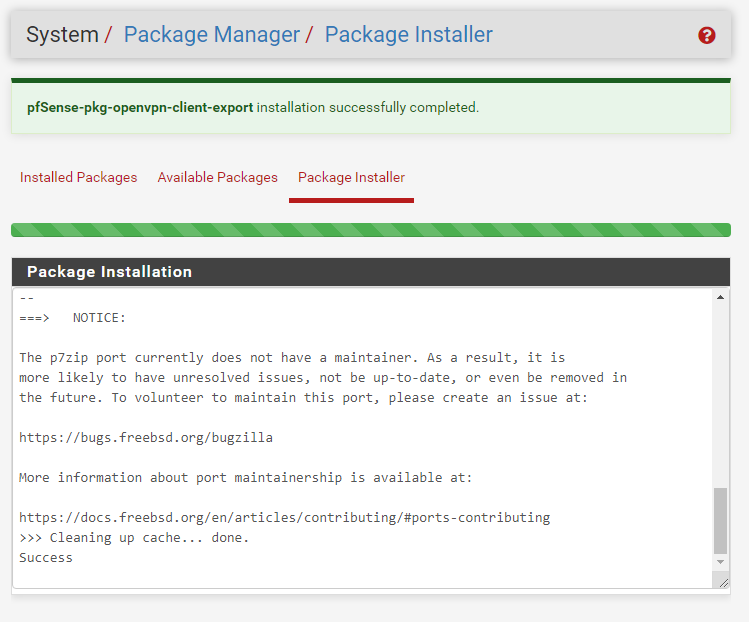 System / Package Manager / Package Installer
pfSense-pkg-openvpn-client-export installation successfully completed.
Installed Packages Available Packages Package Installer
Package Installation
--
===>   NOTICE:
The p7zip port currently does not have a maintainer. As a result, it is
more likely to have unresolved issues, not be up-to-date, or even be removed in
the future. To volunteer to maintain this port, please create an issue at:
https://bugs.freebsd.org/bugzilla
More information about port maintainership is available at:
https://docs.freebsd.org/en/articles/contributing/#ports-contributing
>>> Cleaning up cache... done.
Success